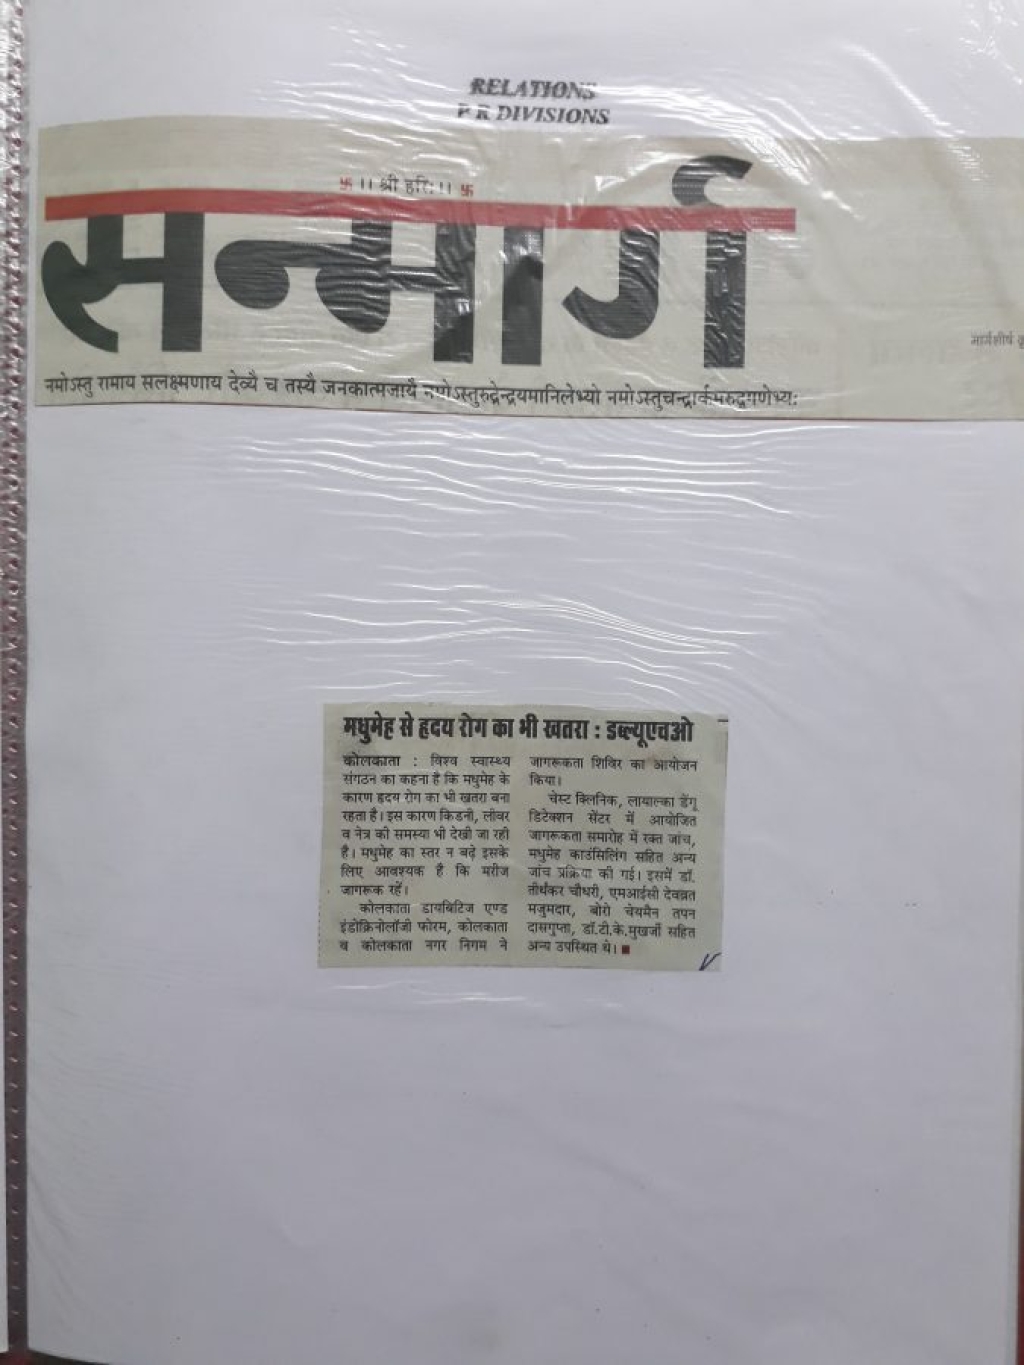 RELATIONS
P R DIVISIONS
卐 ।। श्री हरिः ।। 卐
सन्मार्ग
मार्गशीर्ष
नमोऽस्तु रामाय सलक्ष्मणाय देव्यै च तस्यै जनकात्मजायै नमोऽस्तुरुद्रेन्द्रयमानिलेभ्यो नमोऽस्तुचन्द्रार्कमरुद्गणेभ्यः
मधुमेह से हृदय रोग का भी खतरा : डब्ल्यूएचओ
कोलकाता : विश्व स्वास्थ्य
संगठन का कहना है कि मधुमेह के
कारण हृदय रोग का भी खतरा बना
रहता है। इस कारण किडनी, लीवर
व नेत्र की समस्या भी देखी जा रही
है। मधुमेह का स्तर न बढ़े इसके
लिए आवश्यक है कि मरीज
जागरूक रहें।
कोलकाता डायबिटिज एण्ड
इंडोक्रिनोलॉजी फोरम, कोलकाता
व कोलकाता नगर निगम ने
जागरूकता शिविर का आयोजन
किया।
चेस्ट क्लिनिक, लायाल्का डेंगू
डिटेक्शन सेंटर में आयोजित
जागरूकता समारोह में रक्त जांच,
मधुमेह काउंसिलिंग सहित अन्य
जांच प्रक्रिया की गई। इसमें डॉ.
तीर्थंकर चौधरी, एमआईसी देवव्रत
मजुमदार, बोरो चेयमैन तपन
दासगुप्ता, डॉ.टी.के.मुखर्जी सहित
अन्य उपस्थित थे।